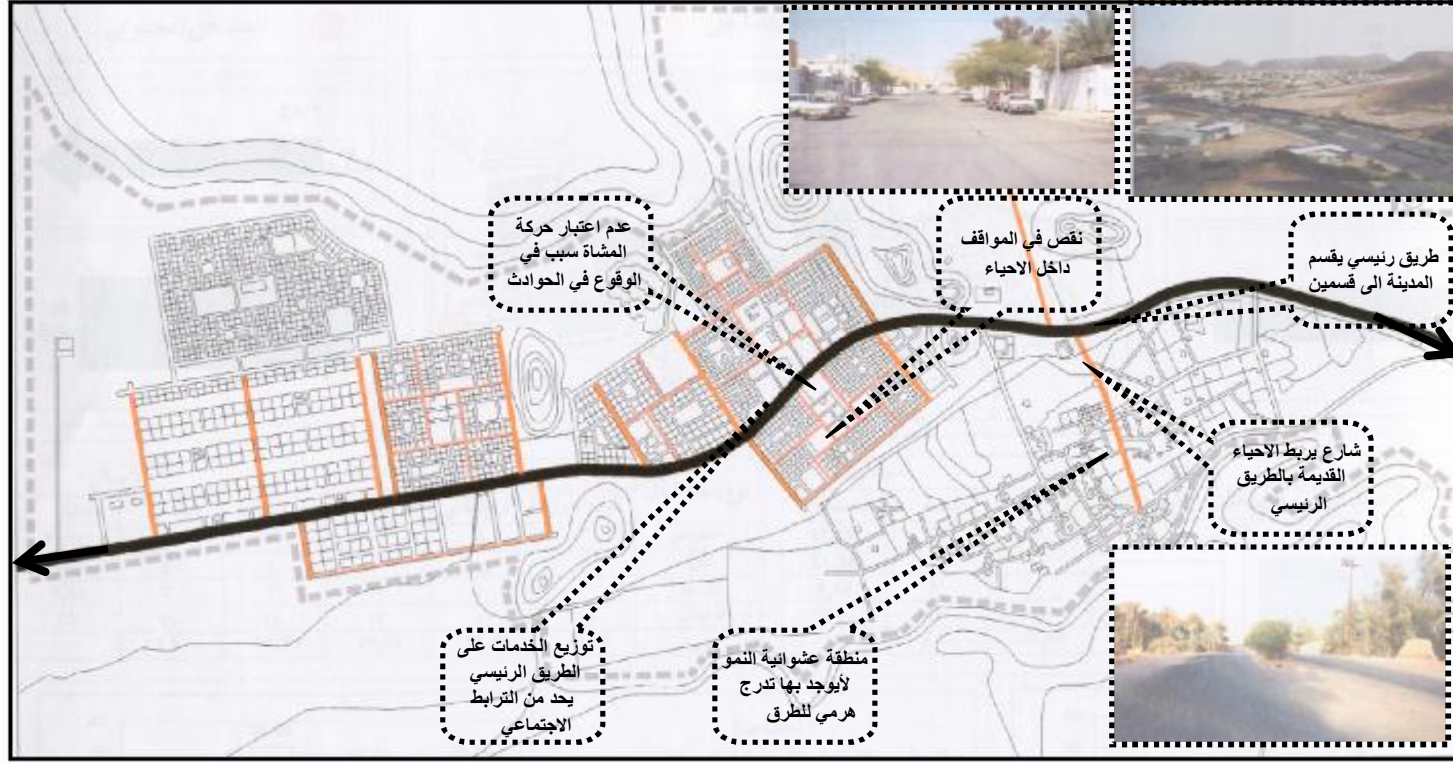 عدم اعتبار حركة
المشاة سبب في
الوقوع في الحوادث
نقص في المواقف
داخل الاحياء
طريق رئيسي يقسم
المدينة الى قسمين
شارع يربط الاحياء
القديمة بالطريق
الرئيسي
توزيع الخدمات على
الطريق الرئيسي
يحد من الترابط
الاجتماعي
منطقة عشوائية النمو
لأيوجد بها تدرج
هرمي للطرق